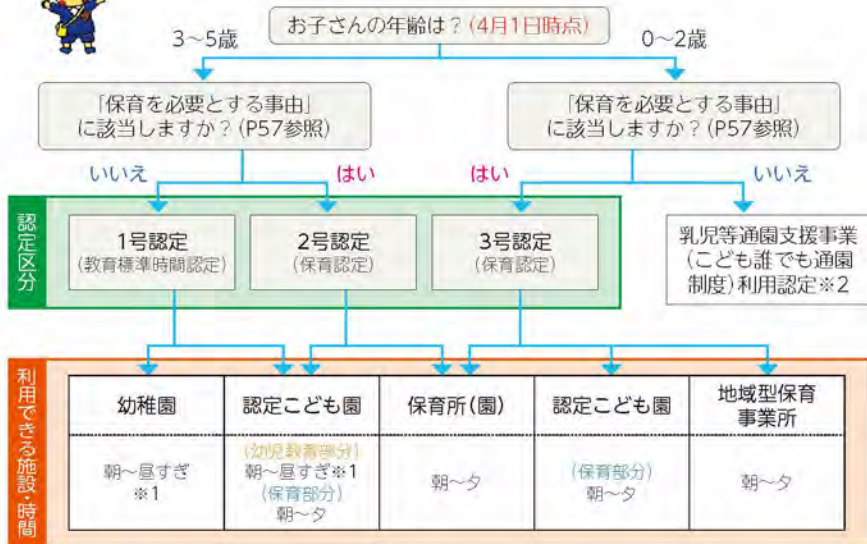 お子さんの年齢は？(4月1日時点)
3～5歳
0～2歳
「保育を必要とする事由」
に該当しますか？(P57参照)
「保育を必要とする事由」
に該当しますか？(P57参照)
いいえ
はい
はい
いいえ
認定区分
1号認定
(教育標準時間認定)
2号認定
(保育認定)
3号認定
(保育認定)
乳児等通園支援事業
(こども誰でも通園
制度)利用認定※2
利用できる施設・時間
幼稚園
認定こども園
保育所(園)
認定こども園
地域型保育
事業所
朝～昼すぎ
※1
(幼児教育部分)
朝～昼すぎ※1
(保育部分)
朝～夕
朝～夕
(保育部分)
朝～夕
朝～夕